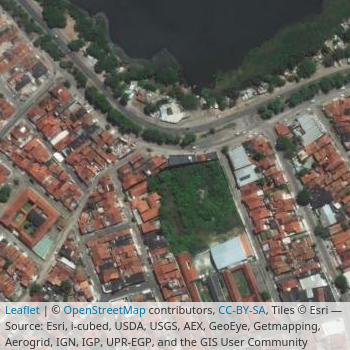 Leaflet | © OpenStreetMap contributors, CC-BY-SA, Tiles © Esri —
Source: Esri, i-cubed, USDA, USGS, AEX, GeoEye, Getmapping,
Aerogrid, IGN, IGP, UPR-EGP, and the GIS User Community